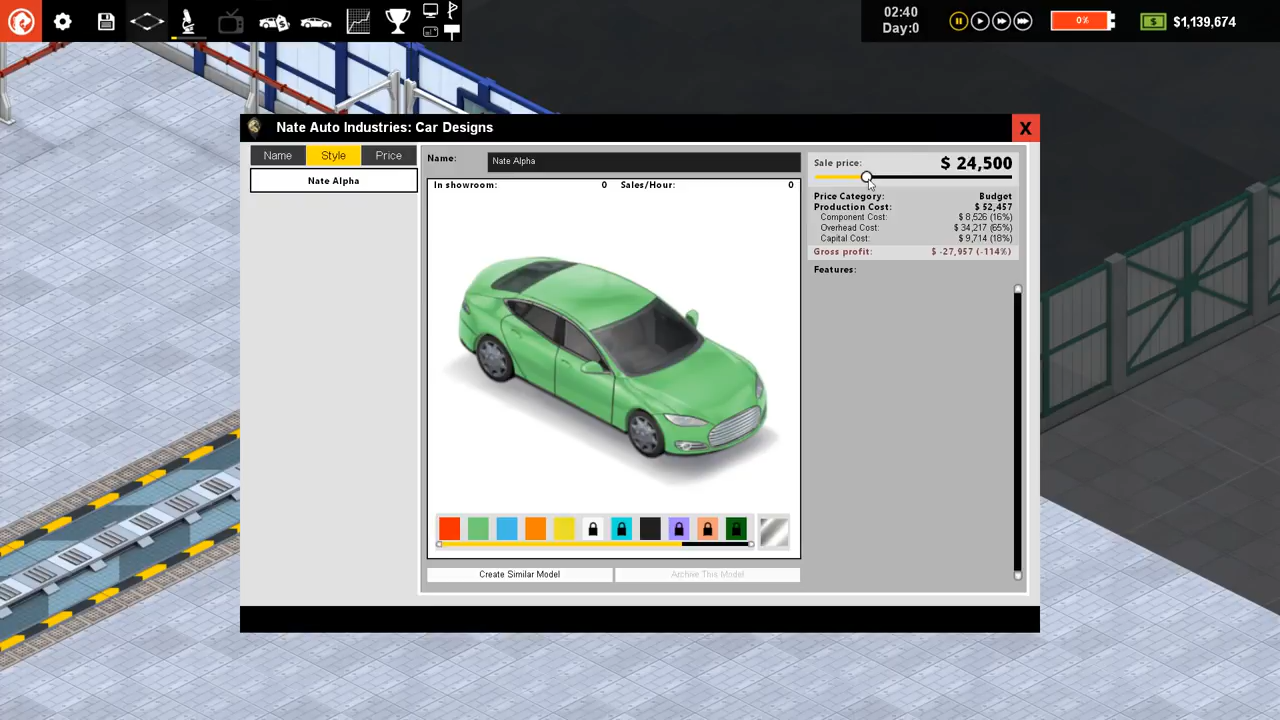 02:40
Day:0
0%
$
$1,139,674
Nate Auto Industries: Car Designs
X
Name
Style
Price
Nate Alpha
Name:
Nate Alpha
In showroom: 0
Sales/Hour: 0
Create Similar Model
Archive This Model
Sale price: $ 24,500
Price Category: Budget
Production Cost: $ 52,457
Component Cost: $ 8,526 (16%)
Overhead Cost: $ 34,217 (65%)
Capital Cost: $ 9,714 (18%)
Gross profit: $ -27,957 (-114%)
Features: